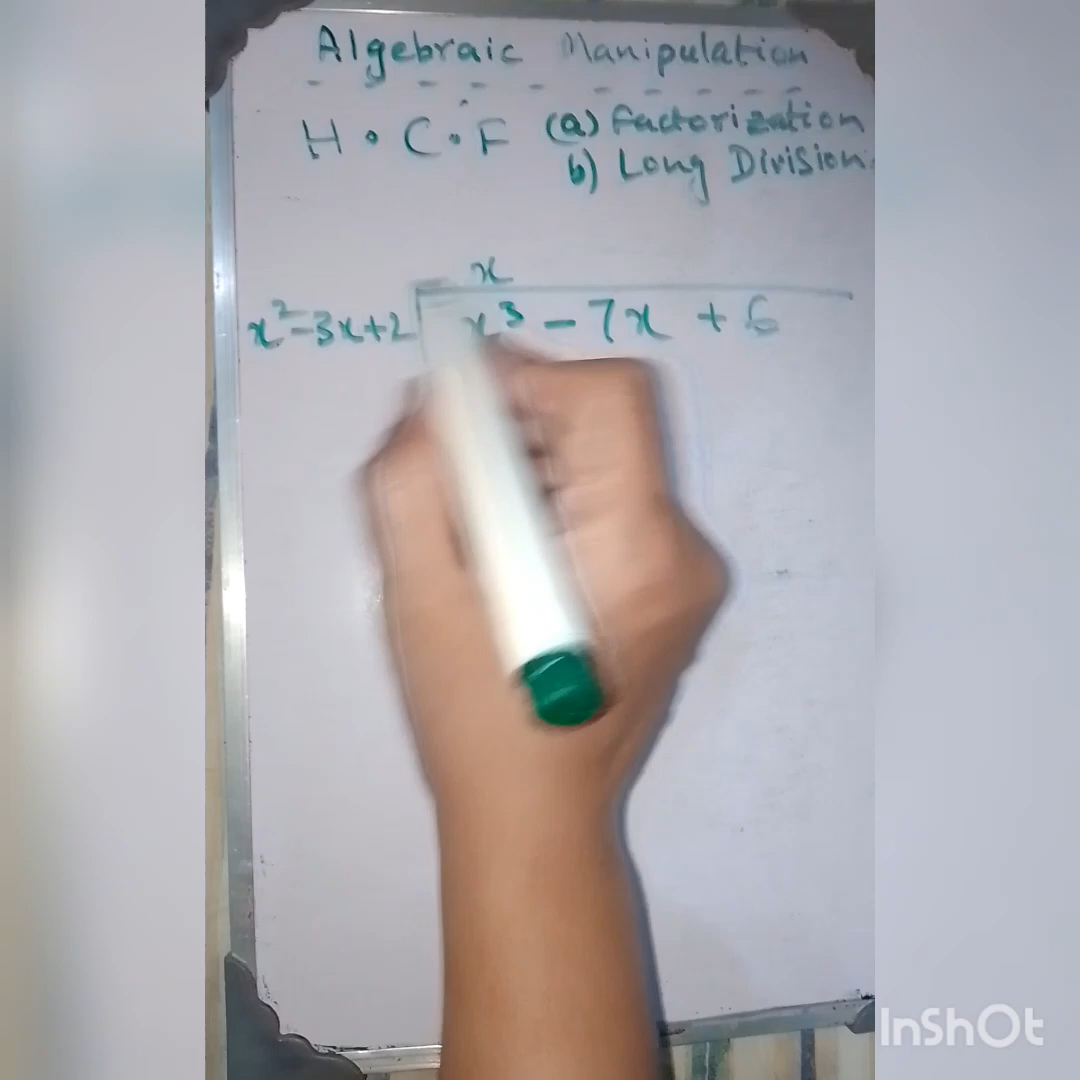 Algebraic Manipulation
H.C.F (a) Factorization
b) Long Division
x
x²-3x+2 x³ - 7x + 6
InShOt